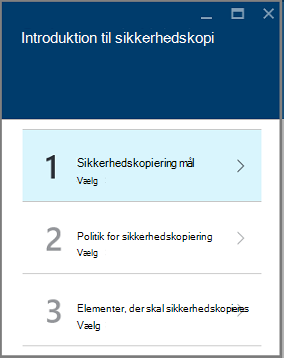 Introduktion til sikkerhedskopi
1
Sikkerhedskopiering mål
Vælg
2
Politik for sikkerhedskopiering
Vælg
3
Elementer, der skal sikkerhedskopieres
Vælg